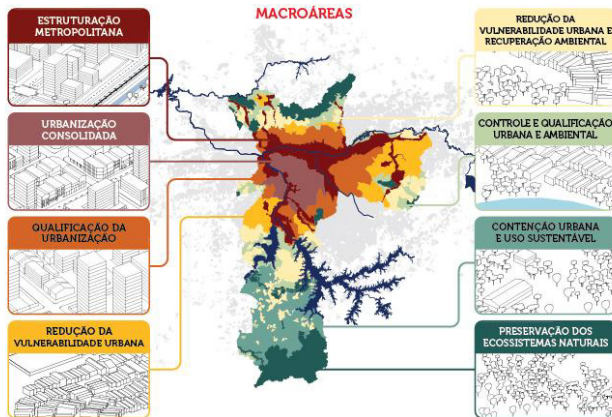 MACROÁREAS
ESTRUTURAÇÃO
METROPOLITANA
URBANIZAÇÃO
CONSOLIDADA
QUALIFICAÇÃO DA
URBANIZAÇÃO
REDUÇÃO DA
VULNERABILIDADE URBANA
REDUÇÃO DA
VULNERABILIDADE URBANA E
RECUPERAÇÃO AMBIENTAL
CONTROLE E QUALIFICAÇÃO
URBANA E AMBIENTAL
CONTENÇÃO URBANA
E USO SUSTENTÁVEL
PRESERVAÇÃO DOS
ECOSSISTEMAS NATURAIS